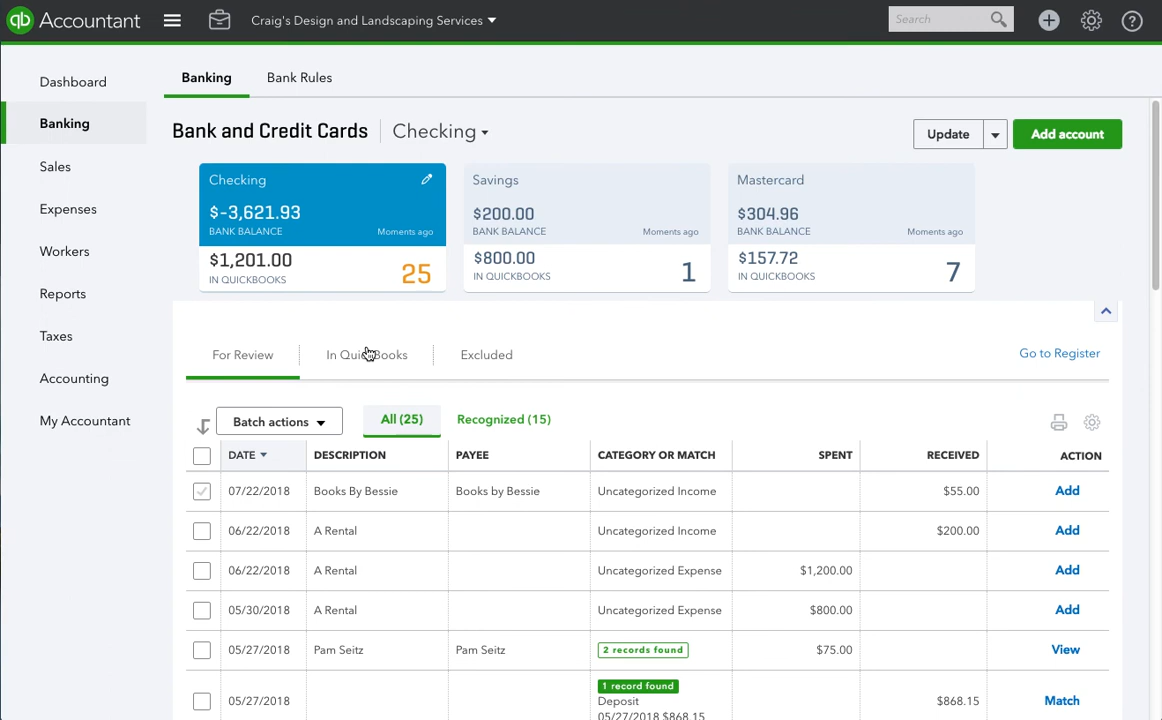 qb Accountant
Craig's Design and Landscaping Services
Search
Dashboard
Banking
Sales
Expenses
Workers
Reports
Taxes
Accounting
My Accountant
Banking
Bank Rules
Bank and Credit Cards
Checking
Update
Add account
Checking
$-3,621.93
BANK BALANCE
Moments ago
$1,201.00
IN QUICKBOOKS
25
Savings
$200.00
BANK BALANCE
Moments ago
$800.00
IN QUICKBOOKS
1
Mastercard
$304.96
BANK BALANCE
Moments ago
$157.72
IN QUICKBOOKS
7
For Review
In QuickBooks
Excluded
Go to Register
Batch actions
All (25)
Recognized (15)
DATE DESCRIPTION PAYEE CATEGORY OR MATCH SPENT RECEIVED ACTION
07/22/2018 Books By Bessie Books by Bessie Uncategorized Income $55.00 Add
06/22/2018 A Rental Uncategorized Income $200.00 Add
06/22/2018 A Rental Uncategorized Expense $1,200.00 Add
05/30/2018 A Rental Uncategorized Expense $800.00 Add
05/27/2018 Pam Seitz Pam Seitz 2 records found $75.00 View
1 record found
05/27/2018 Deposit $868.15 Match
05/27/2018 $868.15